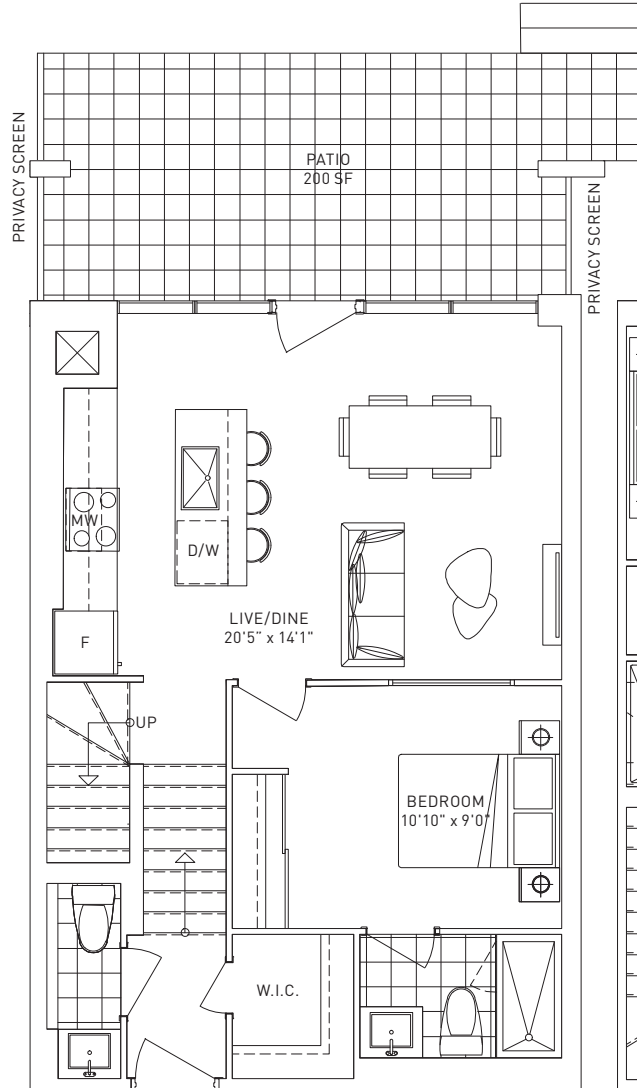 PRIVACY SCREEN
PATIO
200 SF
PRIVACY SCREEN
MW
D/W
F
LIVE/DINE
20'5" x 14'1"
UP
BEDROOM
10'10" x 9'0"
W.I.C.